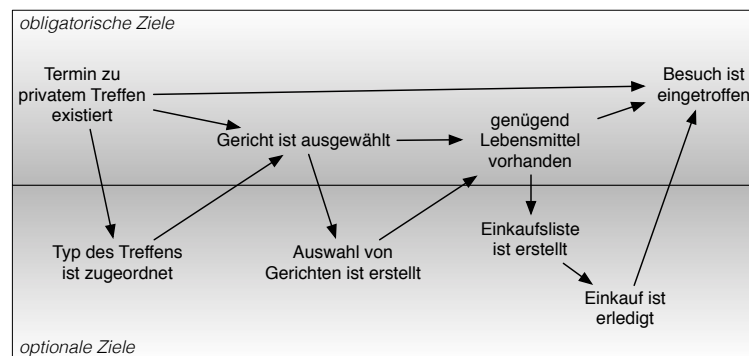 obligatorische Ziele
Termin zu
privatem Treffen
existiert
Besuch ist
eingetroffen
Gericht ist ausgewählt
genügend
Lebensmittel
vorhanden
Typ des Treffens
ist zugeordnet
Auswahl von
Gerichten ist erstellt
Einkaufsliste
ist erstellt
Einkauf ist
erledigt
optionale Ziele